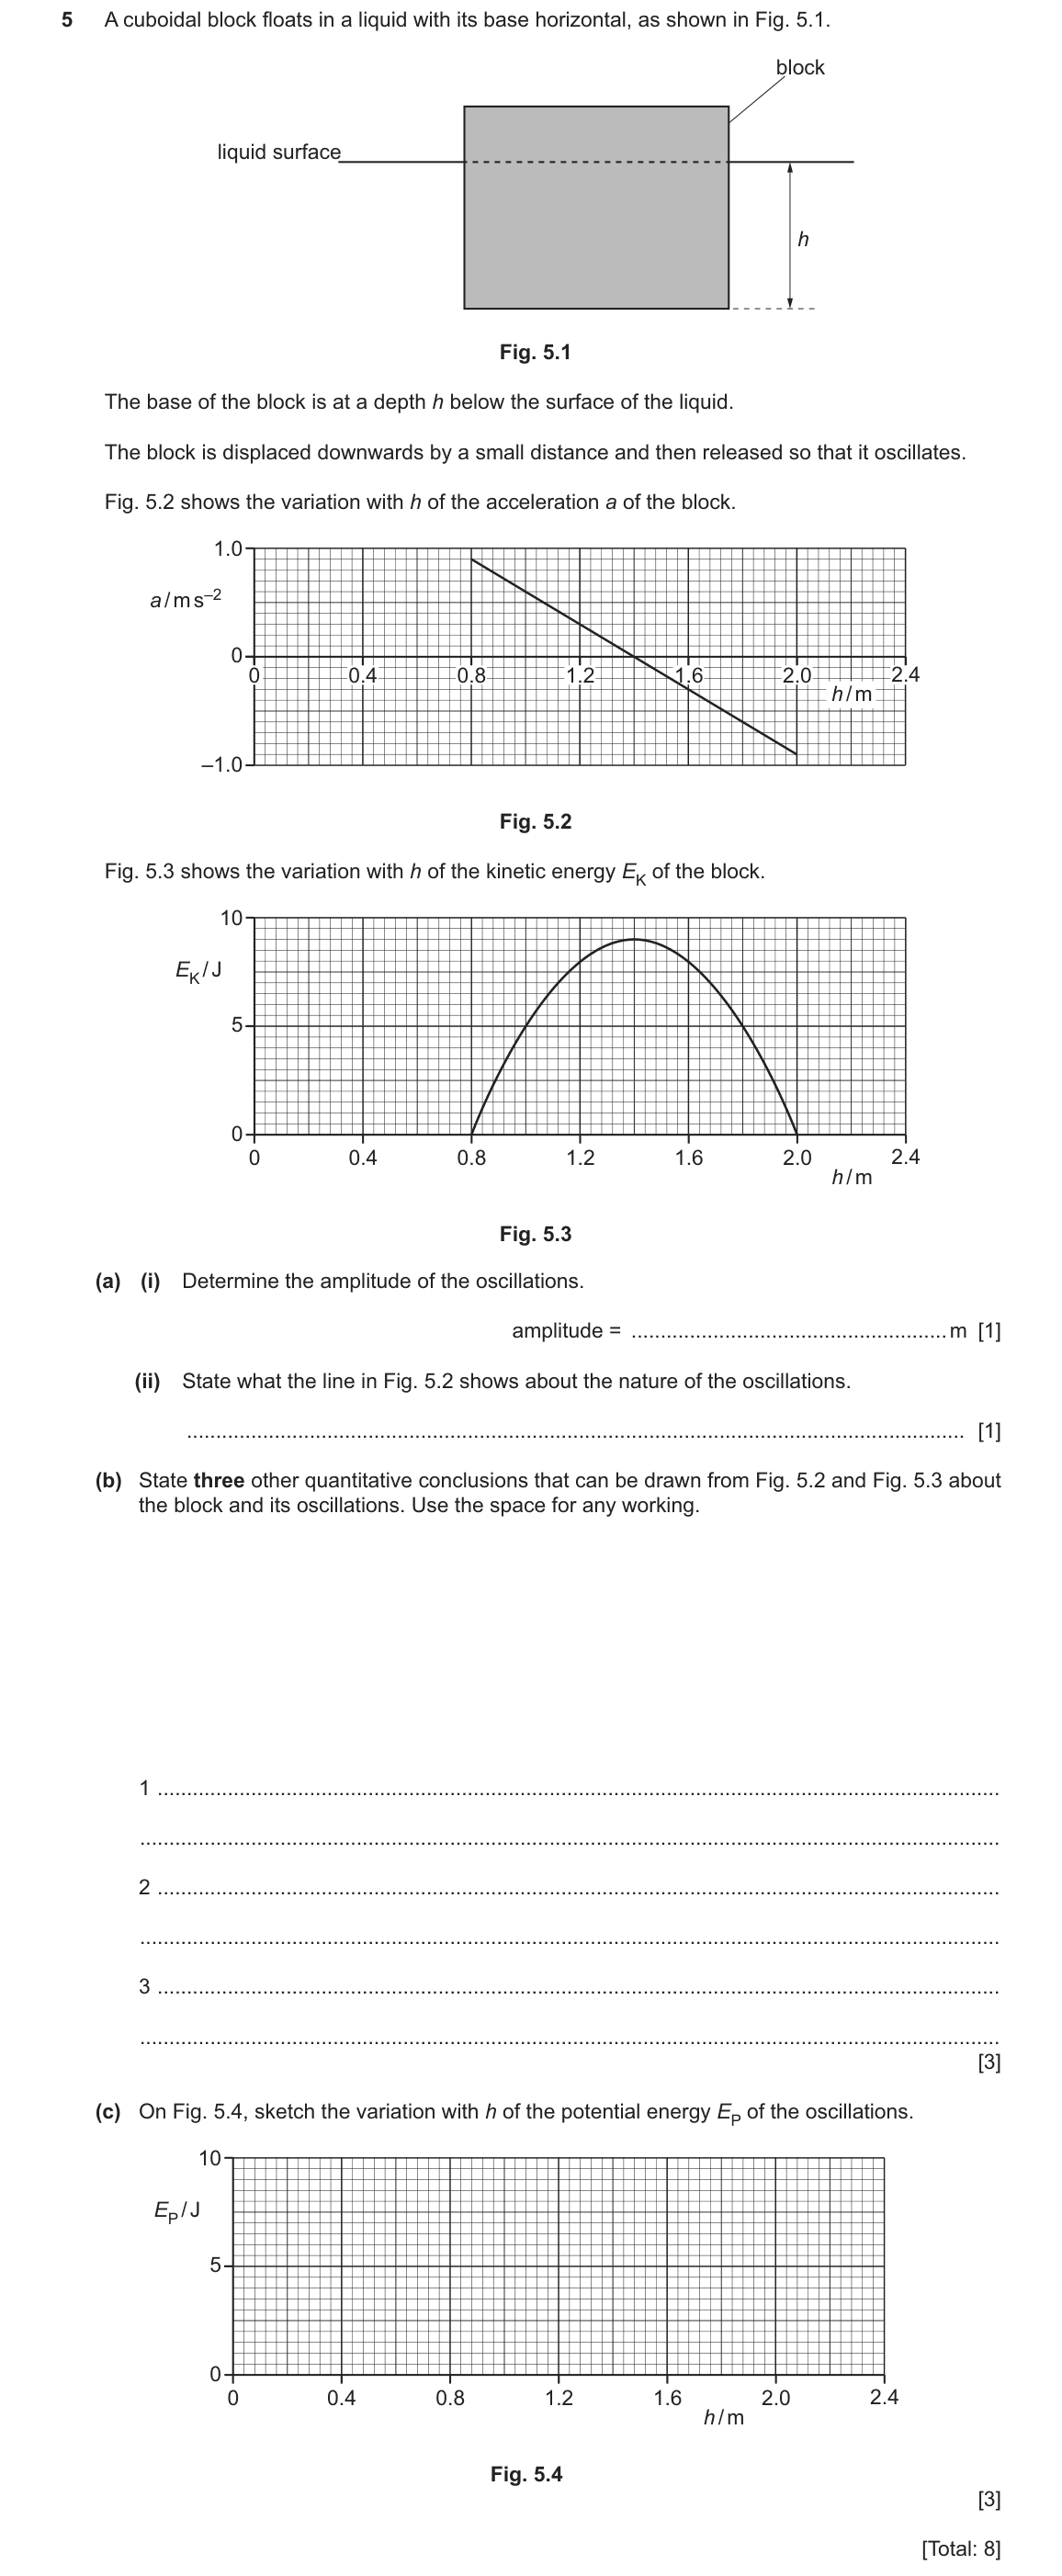 5 A cuboidal block floats in a liquid with its base horizontal, as shown in Fig. 5.1.
block
liquid surface
h
Fig. 5.1
The base of the block is at a depth h below the surface of the liquid.
The block is displaced downwards by a small distance and then released so that it oscillates.
Fig. 5.2 shows the variation with h of the acceleration a of the block.
1.0
a/m s–2
0
0 0.4 0.8 1.2 1.6 2.0 2.4
h/m
–1.0
Fig. 5.2
Fig. 5.3 shows the variation with h of the kinetic energy EK of the block.
10
EK/J
5
0
0 0.4 0.8 1.2 1.6 2.0 2.4
h/m
Fig. 5.3
(a) (i) Determine the amplitude of the oscillations.
amplitude = ...................................................... m [1]
(ii) State what the line in Fig. 5.2 shows about the nature of the oscillations.
..................................................................................................................................... [1]
(b) State three other quantitative conclusions that can be drawn from Fig. 5.2 and Fig. 5.3 about
the block and its oscillations. Use the space for any working.
1 ................................................................................................................................................
...................................................................................................................................................
2 ................................................................................................................................................
...................................................................................................................................................
3 ................................................................................................................................................
...................................................................................................................................................
[3]
(c) On Fig. 5.4, sketch the variation with h of the potential energy EP of the oscillations.
10
EP/J
5
0
0 0.4 0.8 1.2 1.6 2.0 2.4
h/m
Fig. 5.4
[3]
[Total: 8]